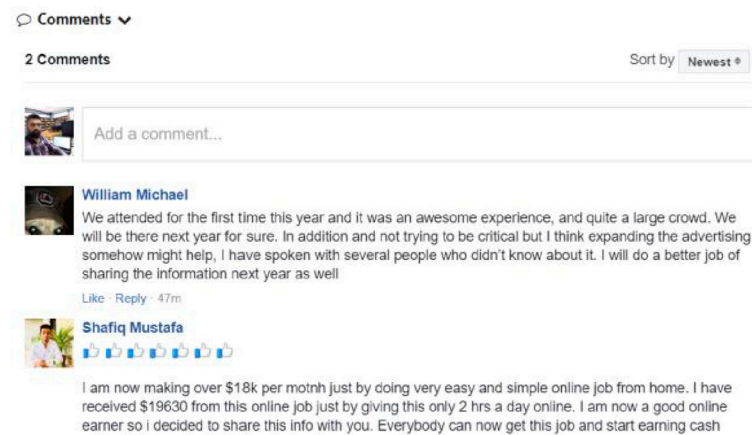 Comments
2 Comments
Sort by Newest
Add a comment...
William Michael
We attended for the first time this year and it was an awesome experience, and quite a large crowd. We
will be there next year for sure. In addition and not trying to be critical but I think expanding the advertising
somehow might help, I have spoken with several people who didn't know about it. I will do a better job of
sharing the information next year as well
Like · Reply · 47m
Shafiq Mustafa
I am now making over $18k per motnh just by doing very easy and simple online job from home. I have
received $19630 from this online job just by giving this only 2 hrs a day online. I am now a good online
earner so i decided to share this info with you. Everybody can now get this job and start earning cash